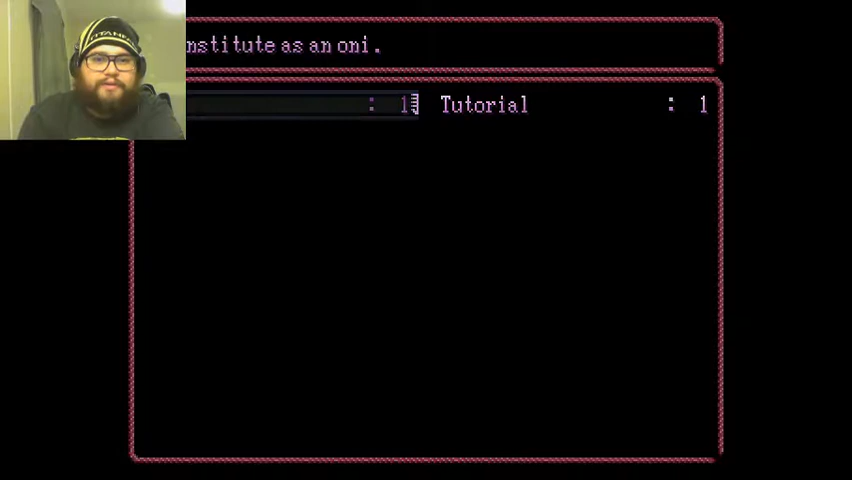 nstitute as an oni.
: 1 Tutorial : 1